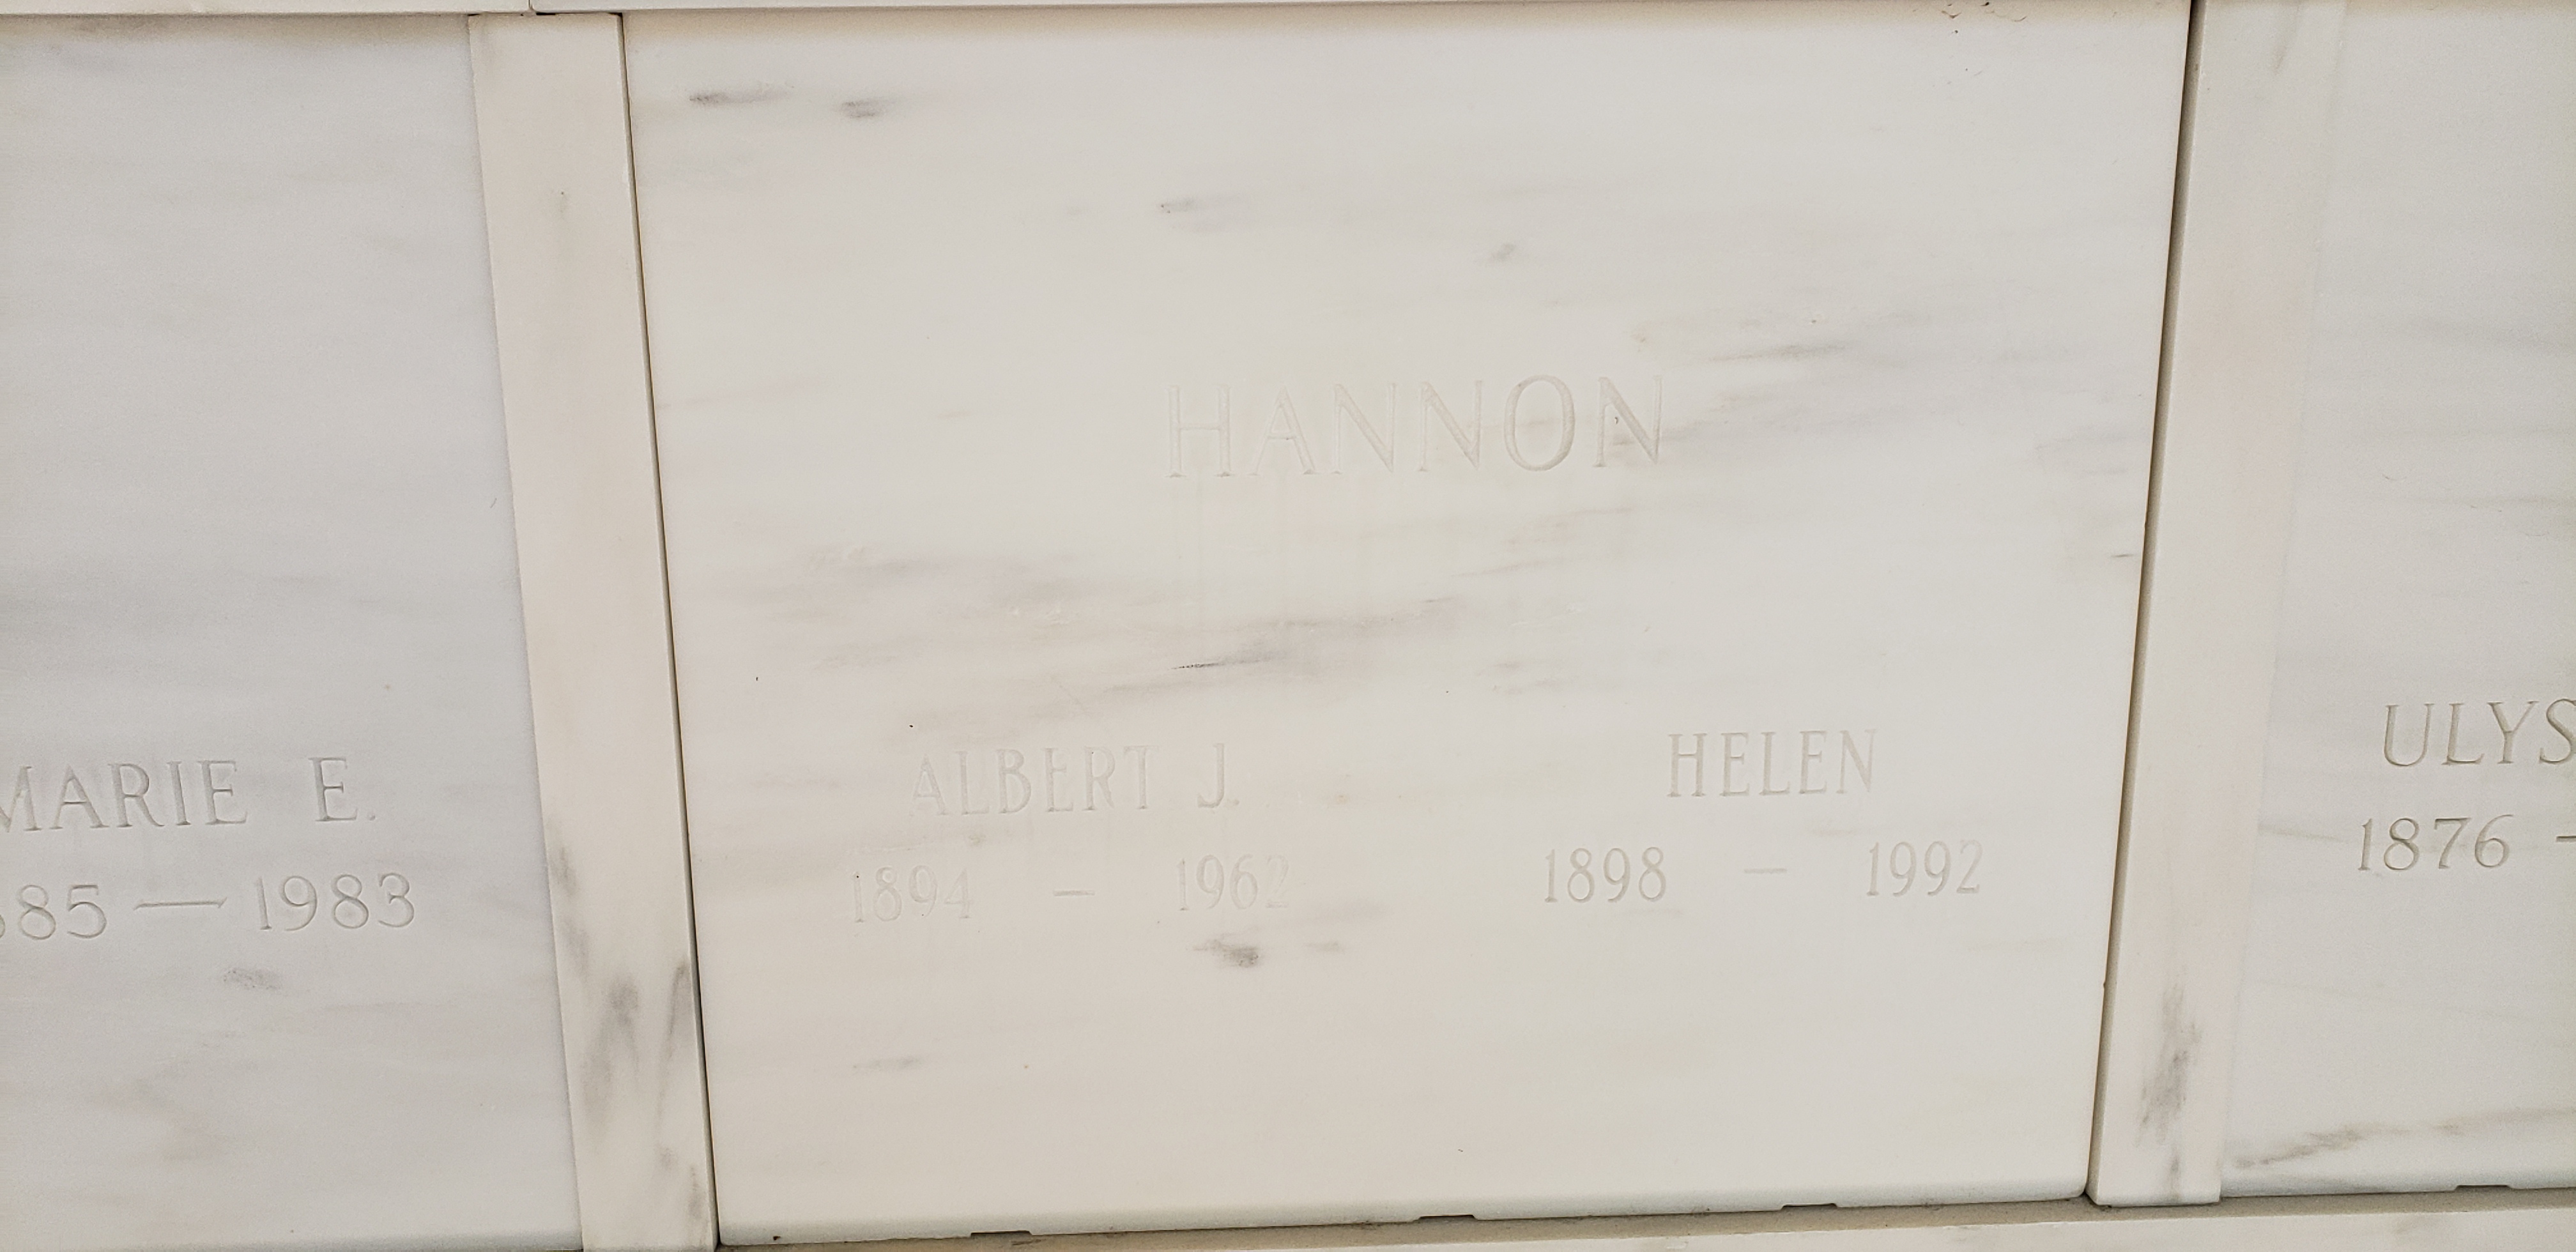 HANNON
ALBERT J. HELEN
1894 – 1962 1898 – 1992
MARIE E.
85 — 1983
ULYS
1876 –